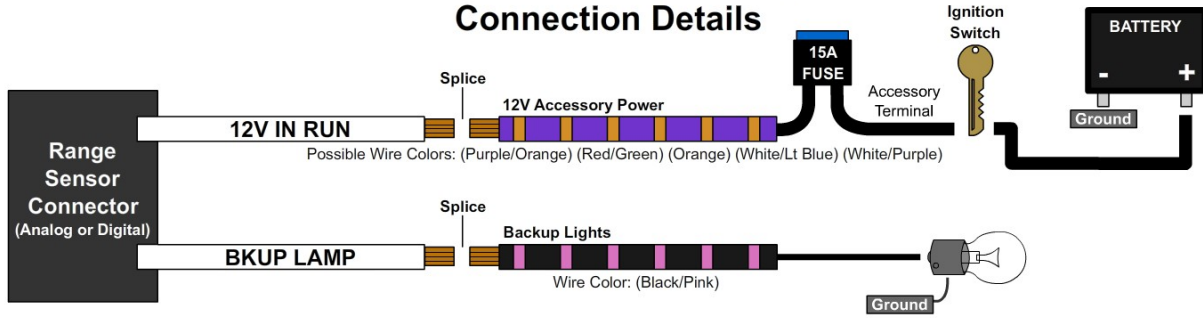 Connection Details
Ignition
Switch
BATTERY
- +
Ground
15A
FUSE
Accessory
Terminal
Splice
12V Accessory Power
12V IN RUN
Possible Wire Colors: (Purple/Orange) (Red/Green) (Orange) (White/Lt Blue) (White/Purple)
Range
Sensor
Connector
(Analog or Digital)
Splice
Backup Lights
BKUP LAMP
Wire Color: (Black/Pink)
Ground